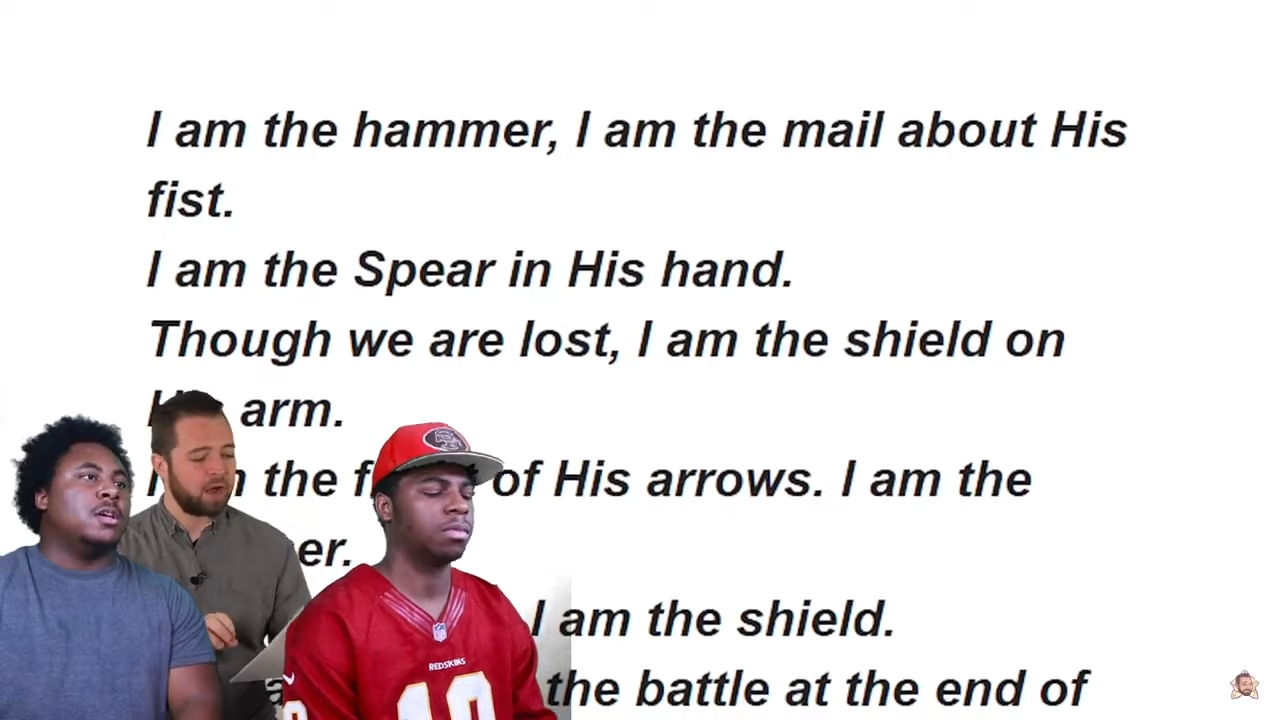 I am the hammer, I am the mail about His
fist.
I am the Spear in His hand.
Though we are lost, I am the shield on
arm.
the of His arrows. I am the
I am the shield.
the battle at the end of
REDSKINS